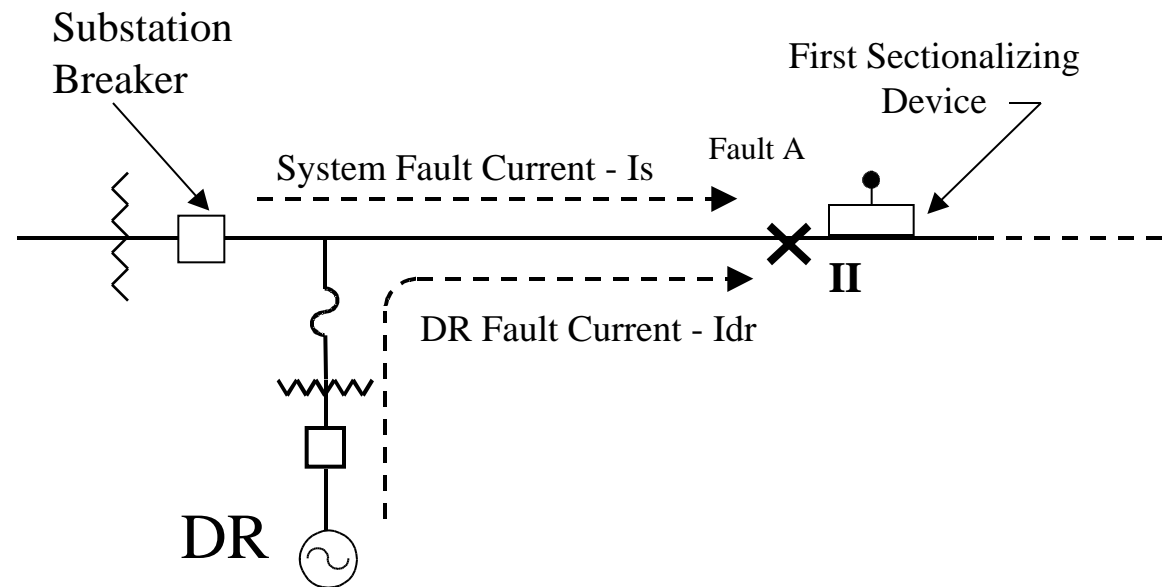 Substation
Breaker
First Sectionalizing
Device
System Fault Current - Is
Fault A
II
DR Fault Current - Idr
DR